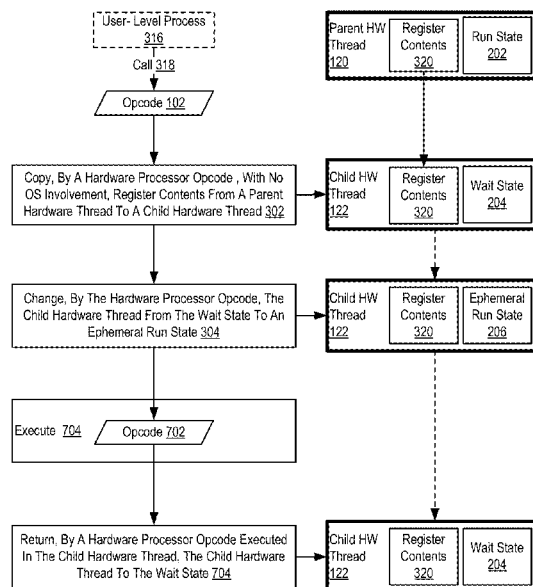 User- Level Process
316
Call 318
Opcode 102
Parent HW
Thread
120
Register
Contents
320
Run State
202
Copy, By A Hardware Processor Opcode , With No
OS Involvement, Register Contents From A Parent
Hardware Thread To A Child Hardware Thread 302
Child HW
Thread
122
Register
Contents
320
Wait State
204
Change, By The Hardware Processor Opcode, The
Child Hardware Thread From The Wait State To An
Ephemeral Run State 304
Child HW
Thread
122
Register
Contents
320
Ephemeral
Run State
206
Execute 704
Opcode 702
Return, By A Hardware Processor Opcode Executed
In The Child Hardware Thread, The Child Hardware
Thread To The Wait State 704
Child HW
Thread
122
Register
Contents
320
Wait State
204